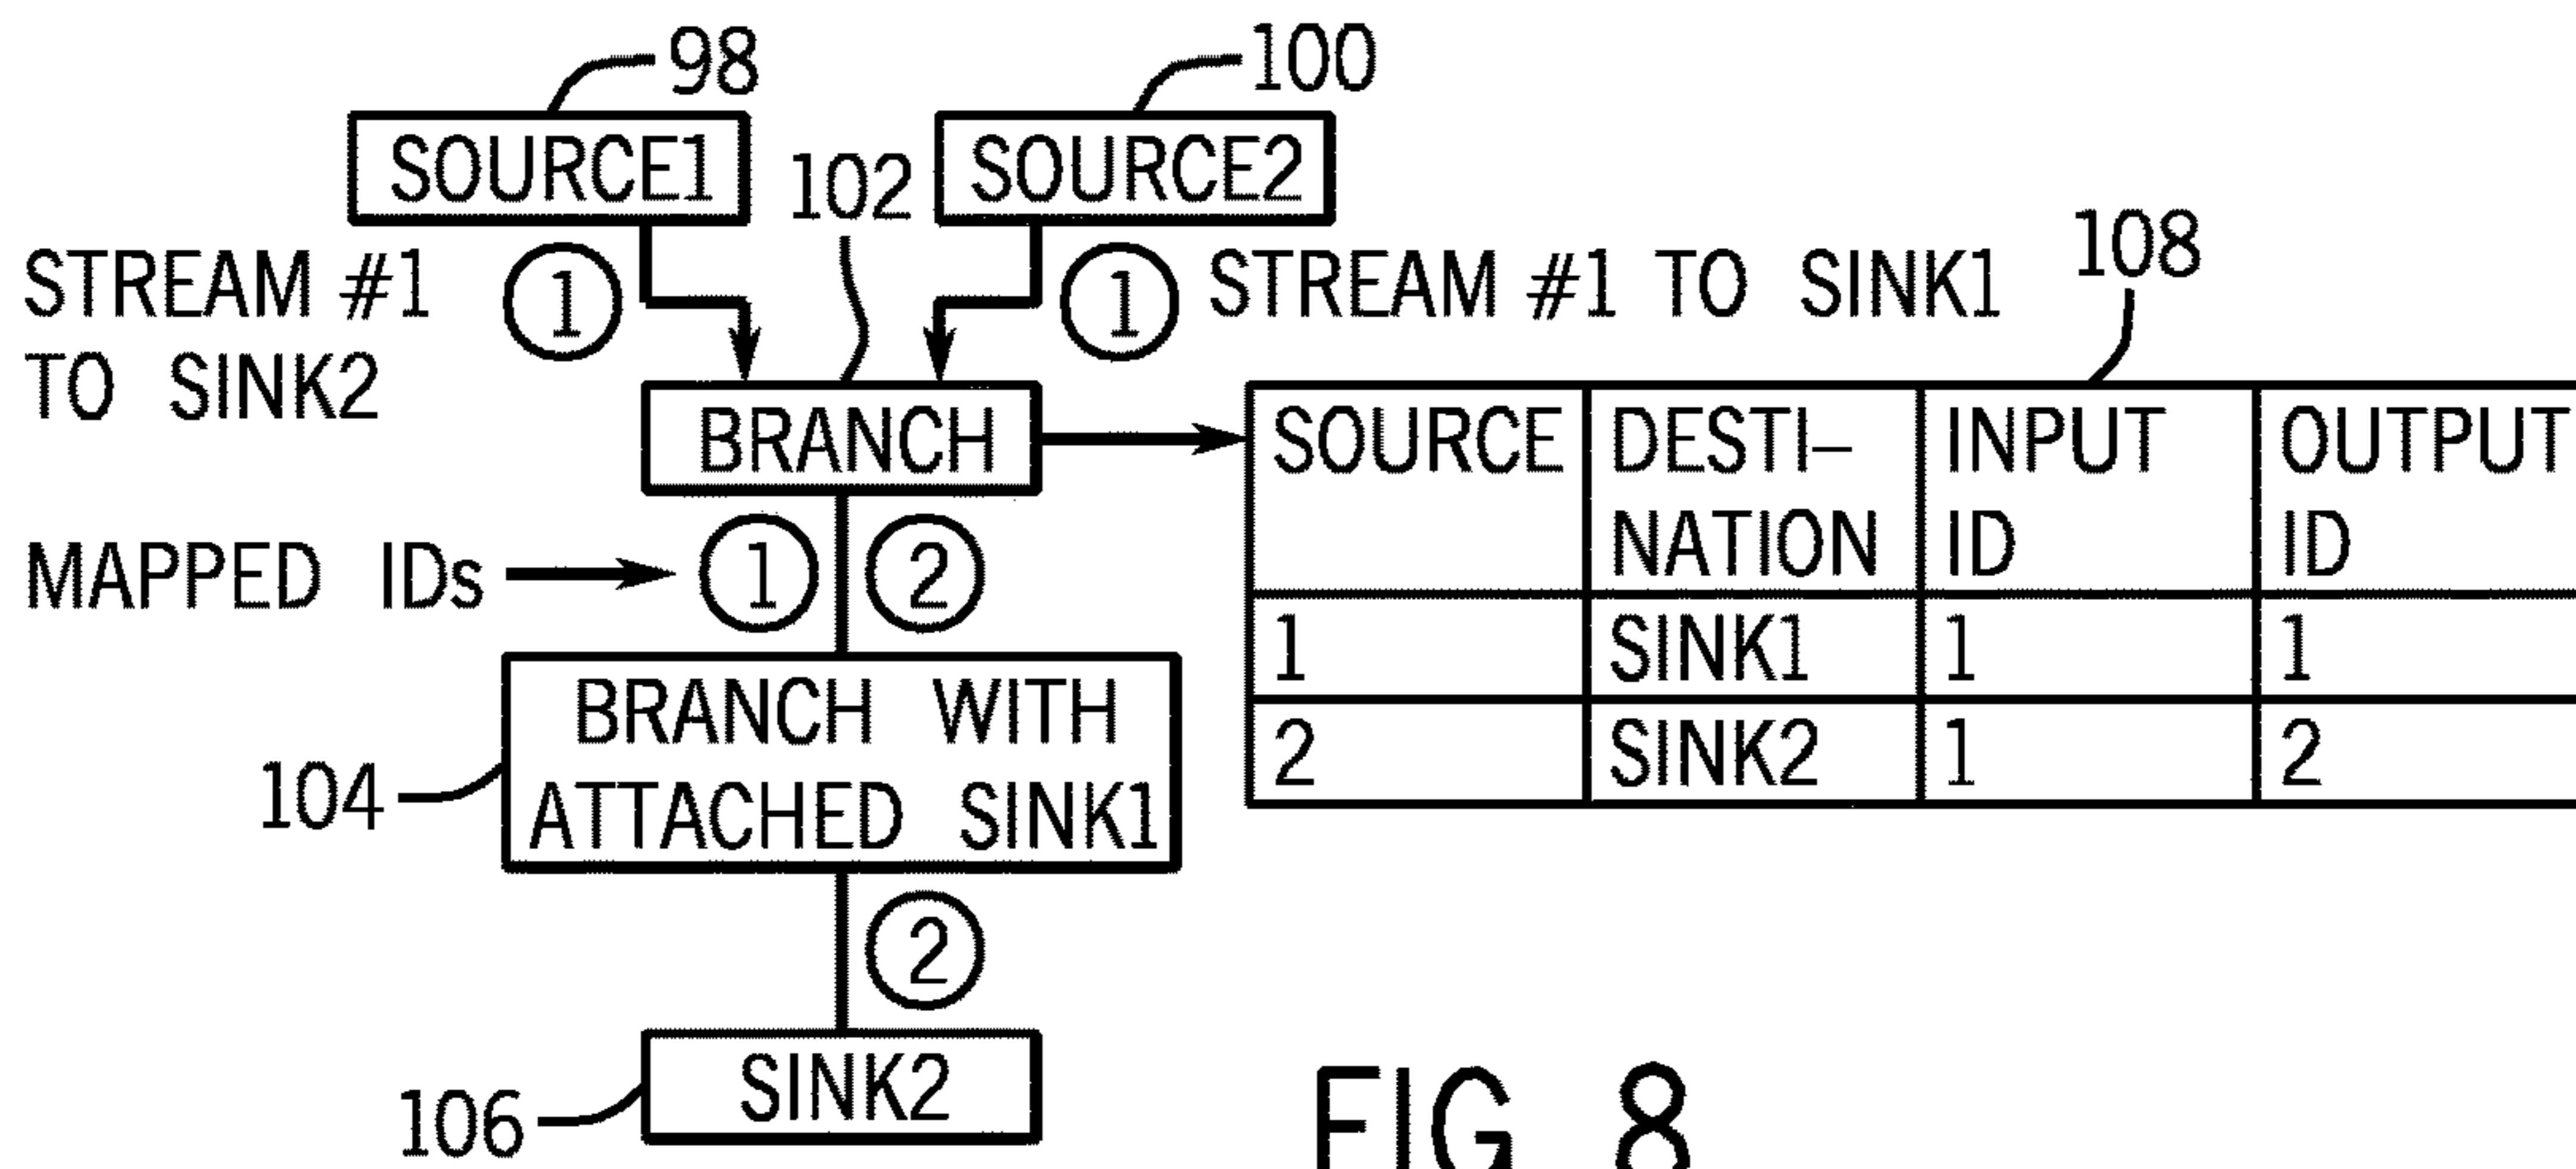 98
100
SOURCE1
SOURCE2
102
STREAM #1
TO SINK2
1
1
STREAM #1 TO SINK1
108
BRANCH
SOURCE
DESTI–
NATION
INPUT
ID
OUTPUT
ID
MAPPED IDs
1
2
1
SINK1
1
1
2
SINK2
1
2
BRANCH WITH
ATTACHED SINK1
104
2
SINK2
106
FIG 8